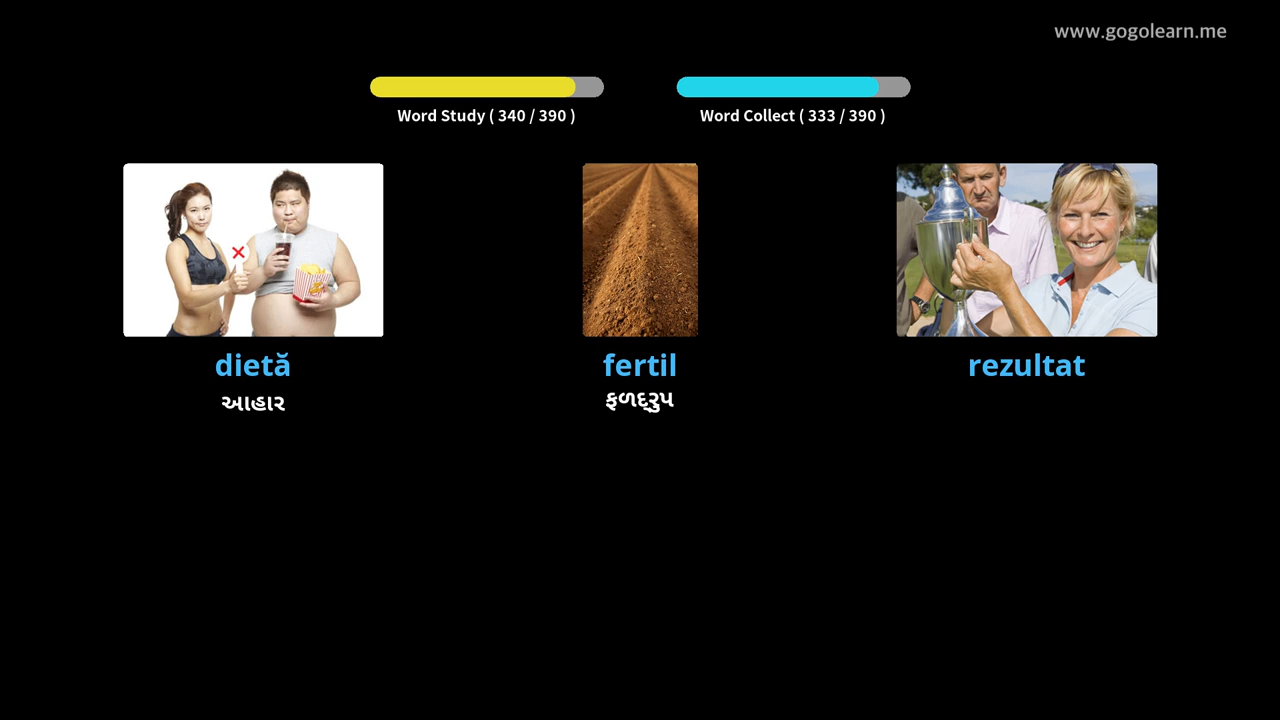 www.gogolearn.me
Word Study ( 340 / 390 )
Word Collect ( 333 / 390 )
dietă
આહાર
fertil
ફળદ્રુપ
rezultat